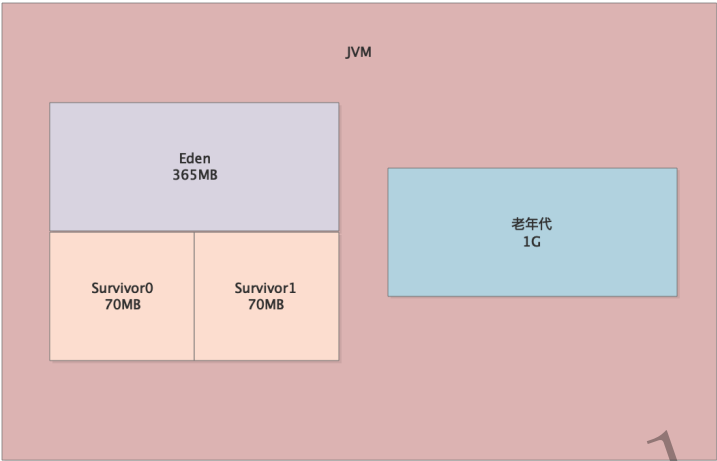 JVM
Eden
365MB
Survivor0
70MB
Survivor1
70MB
老年代
1G